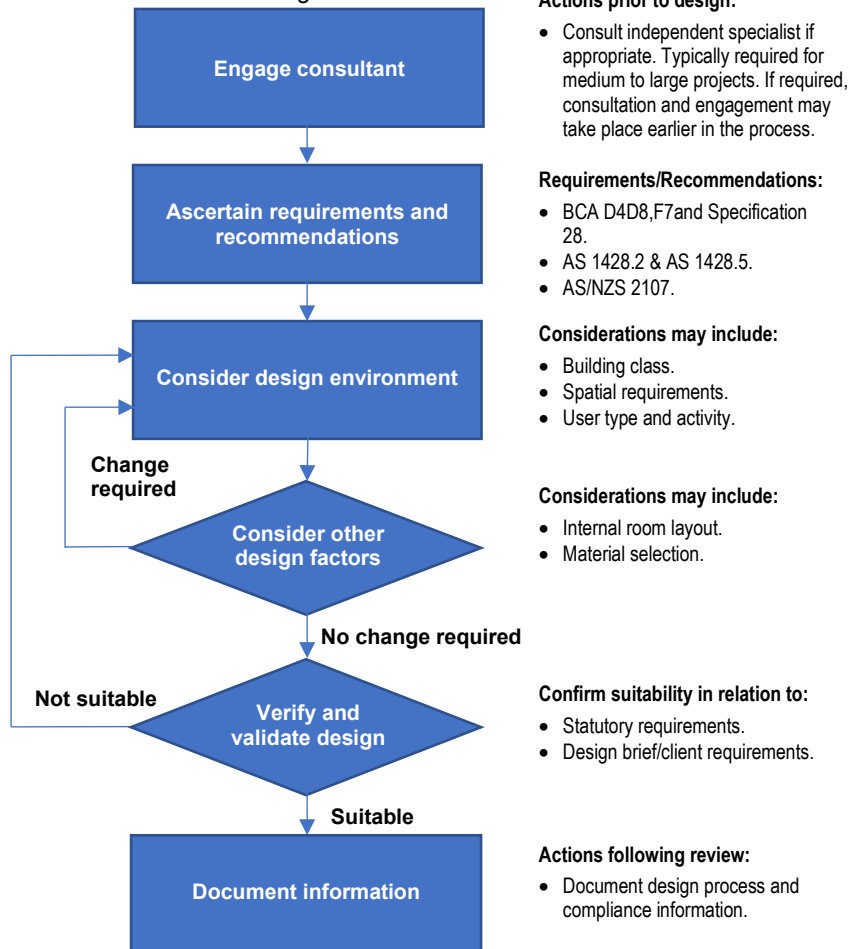 Actions prior to design:
Engage consultant
• Consult independent specialist if
appropriate. Typically required for
medium to large projects. If required,
consultation and engagement may
take place earlier in the process.
Ascertain requirements and
recommendations
Requirements/Recommendations:
• BCA D4D8,F7and Specification
28.
• AS 1428.2 & AS 1428.5.
• AS/NZS 2107.
Consider design environment
Considerations may include:
• Building class.
• Spatial requirements.
• User type and activity.
Change
required
Consider other
design factors
Considerations may include:
• Internal room layout.
• Material selection.
No change required
Not suitable
Verify and
validate design
Confirm suitability in relation to:
• Statutory requirements.
• Design brief/client requirements.
Suitable
Document information
Actions following review:
• Document design process and
compliance information.